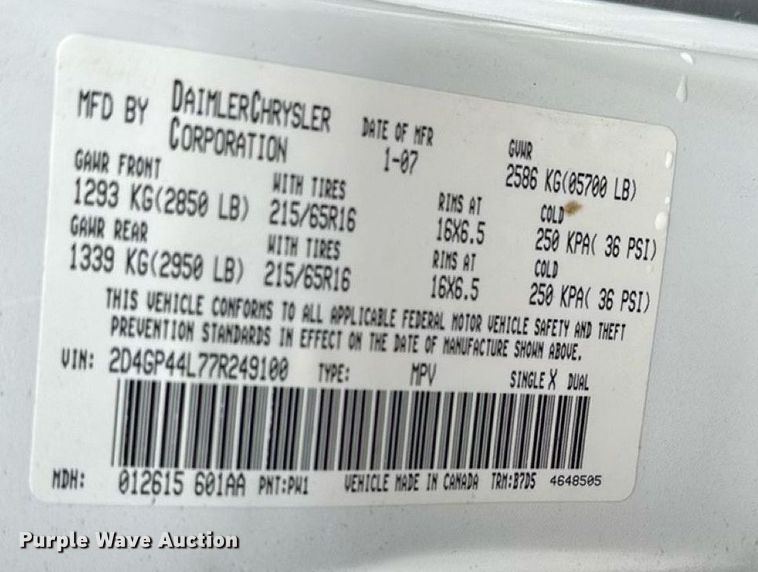 MFD BY DAIMLERCHRYSLER CORPORATION DATE OF MFR 1-07 GVWR 2586 KG(05700 LB)
GAWR FRONT WITH TIRES RIMS AT COLD
1293 KG(2850 LB) 215/65R16 16X6.5 250 KPA( 36 PSI)
GAWR REAR WITH TIRES RIMS AT COLD
1339 KG(2950 LB) 215/65R16 16X6.5 250 KPA( 36 PSI)
THIS VEHICLE CONFORMS TO ALL APPLICABLE FEDERAL MOTOR VEHICLE SAFETY AND THEFT
PREVENTION STANDARDS IN EFFECT ON THE DATE OF MANUFACTURE SHOWN ABOVE.
VIN: 2D4GP44L77R249100 TYPE: MPV SINGLE X DUAL
MDH: 012615 601AA PNT:PW1 VEHICLE MADE IN CANADA TRM:B7D5 4648505
Purple Wave Auction